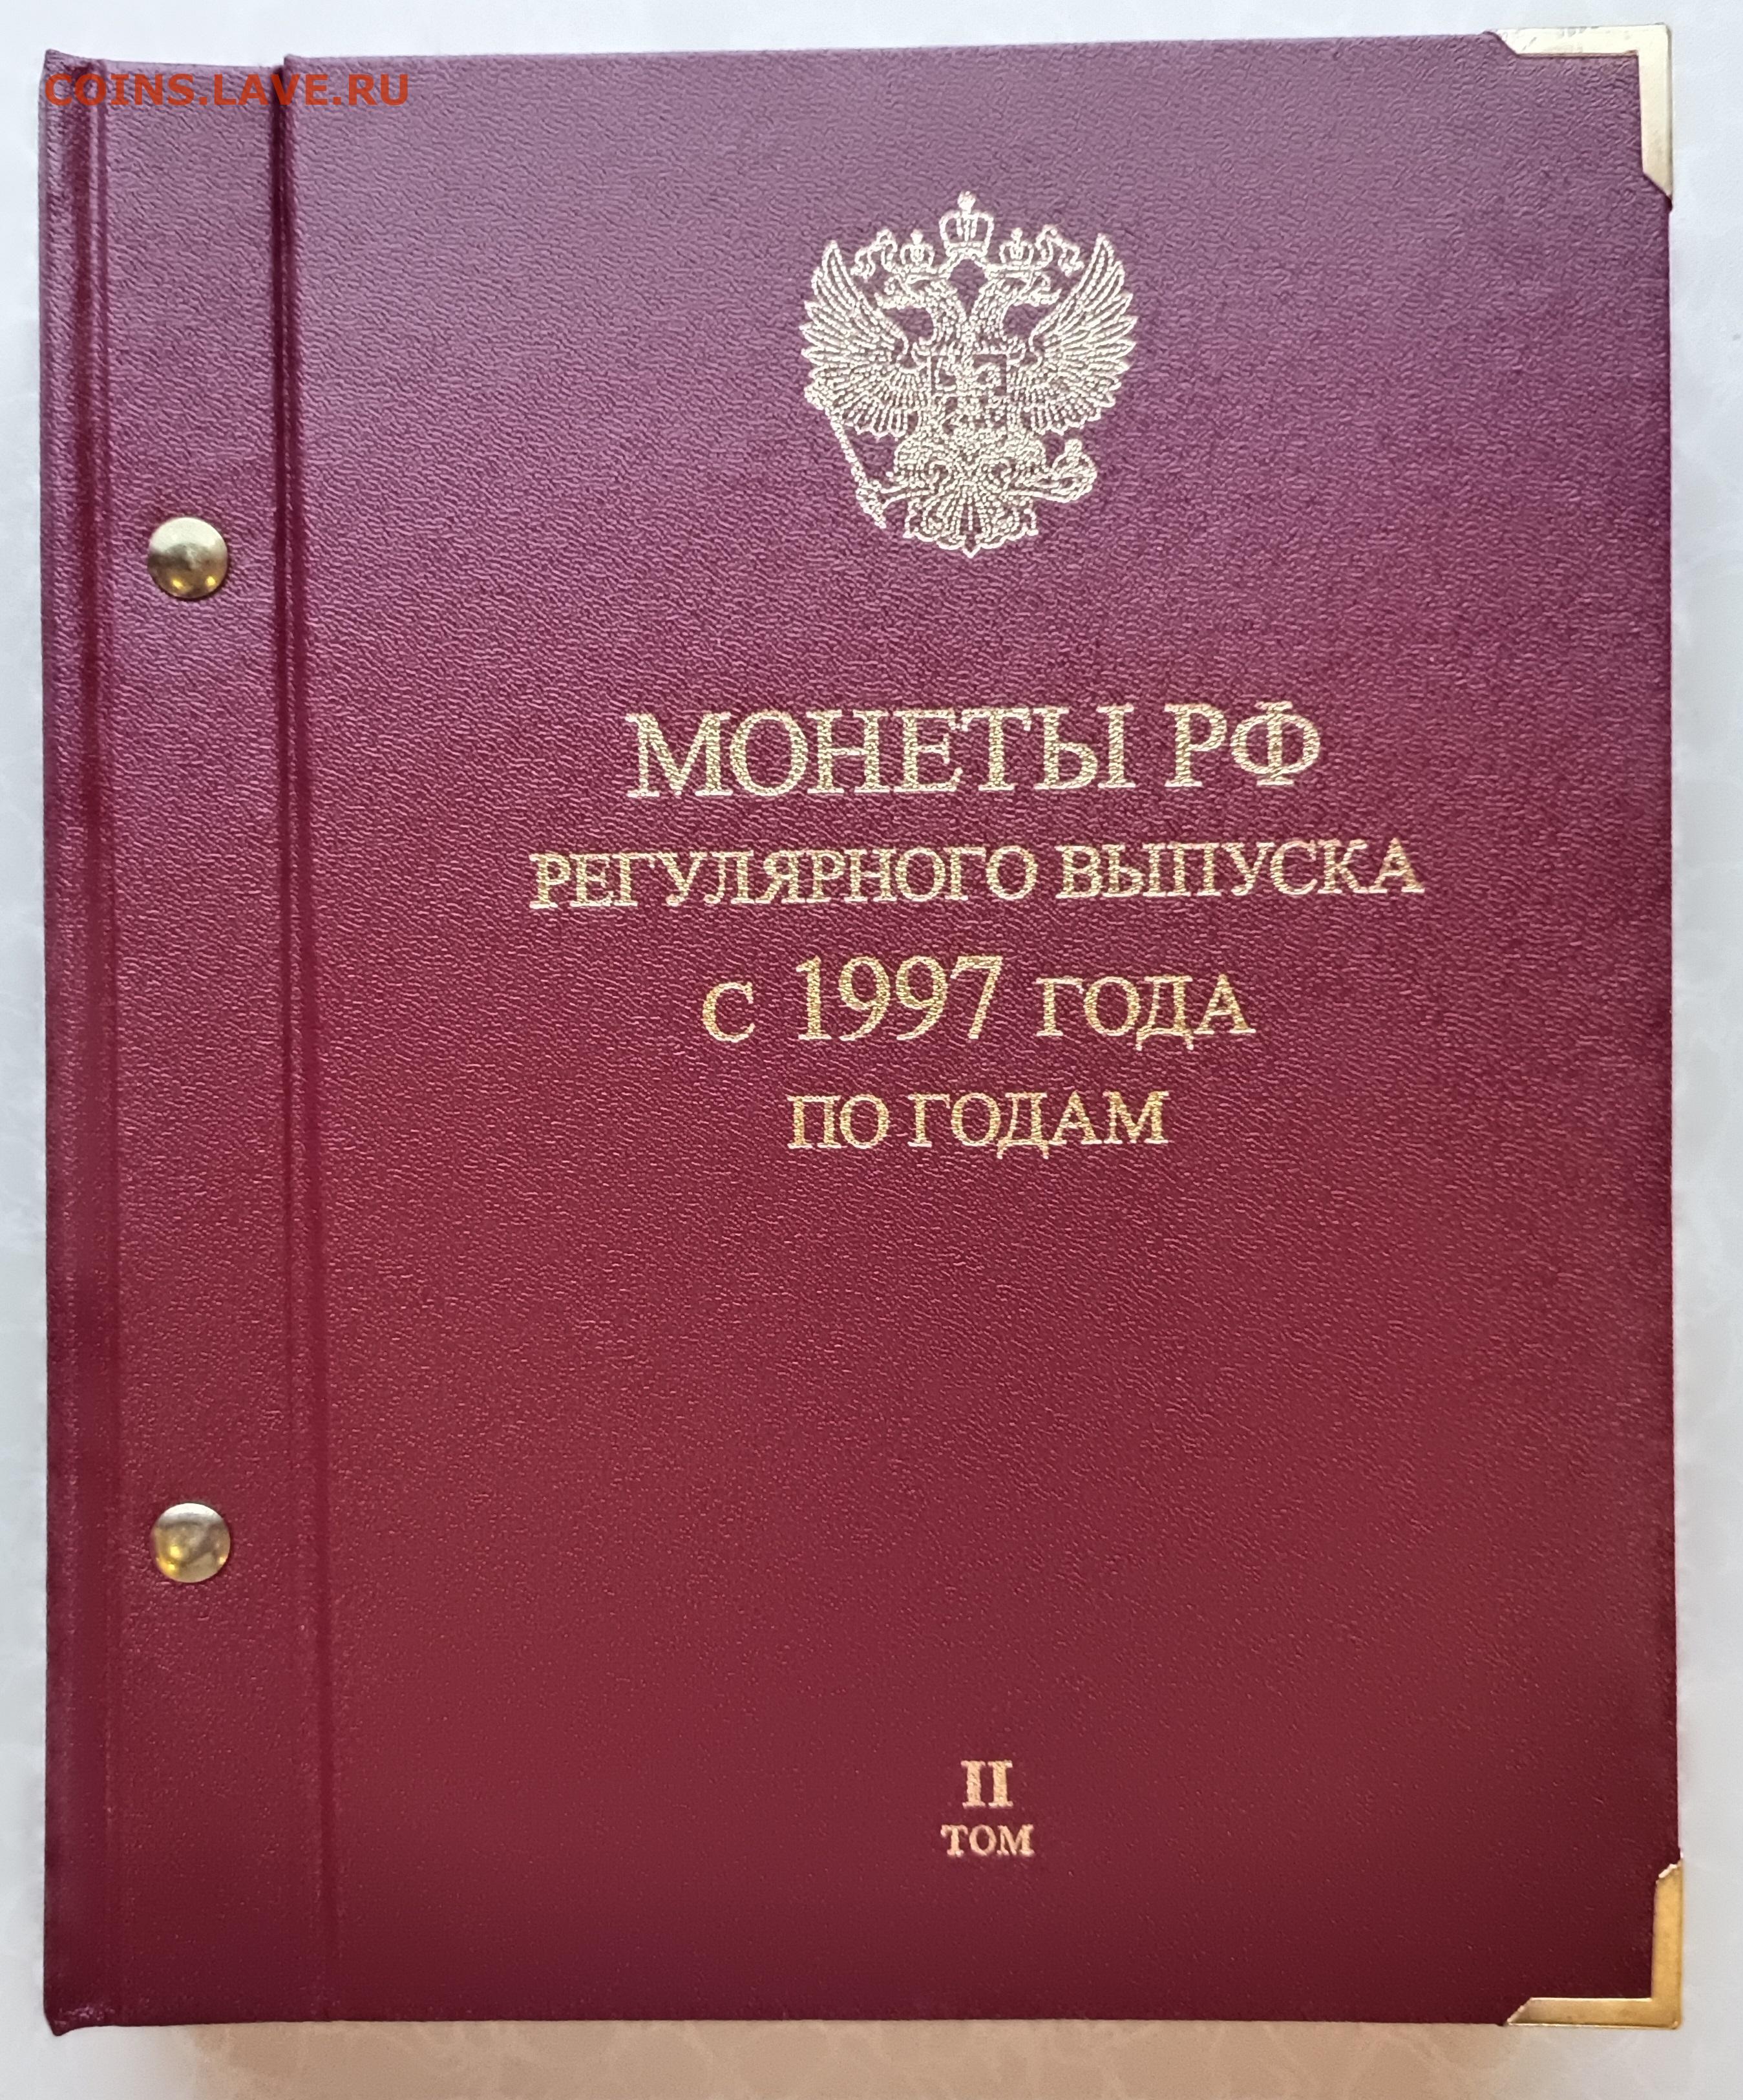 COINS.LAVE.RU
МОНЕТЫ РФ
РЕГУЛЯРНОГО ВЫПУСКА
С 1997 ГОДА
ПО ГОДАМ
II
ТОМ